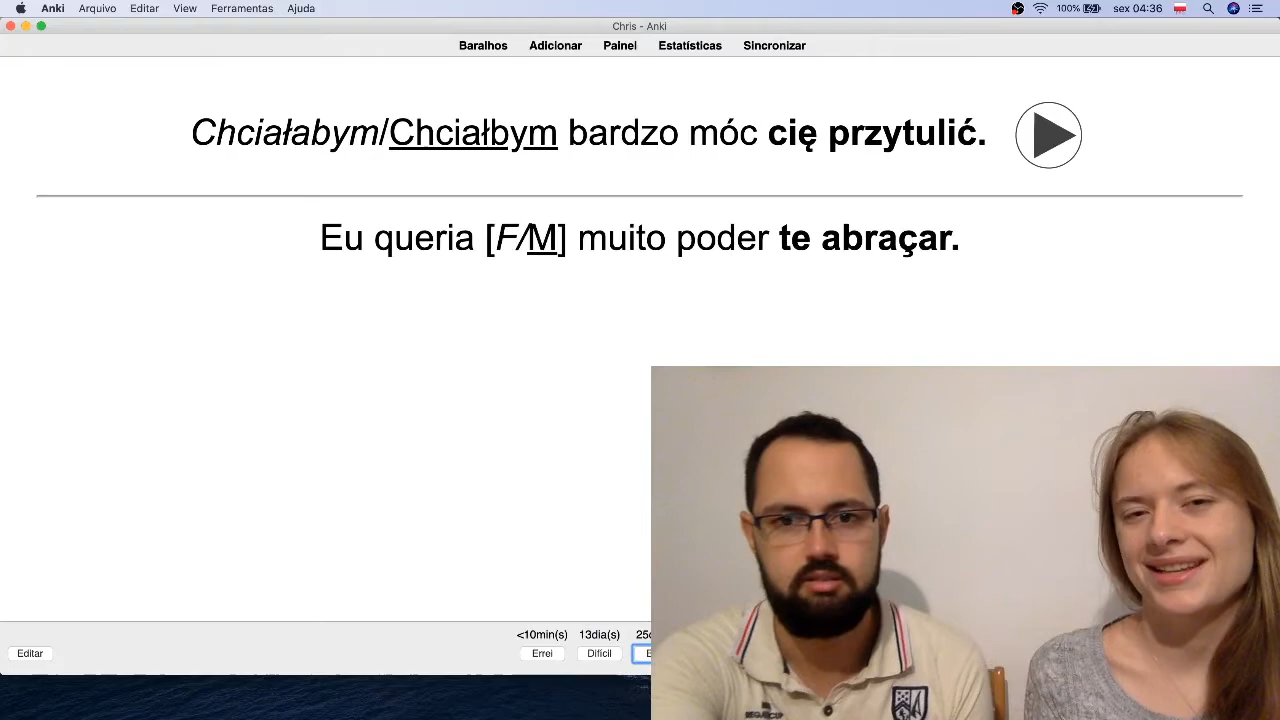 Anki Arquivo Editar View Ferramentas Ajuda 100% sex 04:36
Chris - Anki
Baralhos Adicionar Painel Estatísticas Sincronizar
Chciałabym/Chciałbym bardzo móc cię przytulić.
Eu queria [F/M] muito poder te abraçar.
<10min(s) 13dia(s)
Editar Errei Difícil